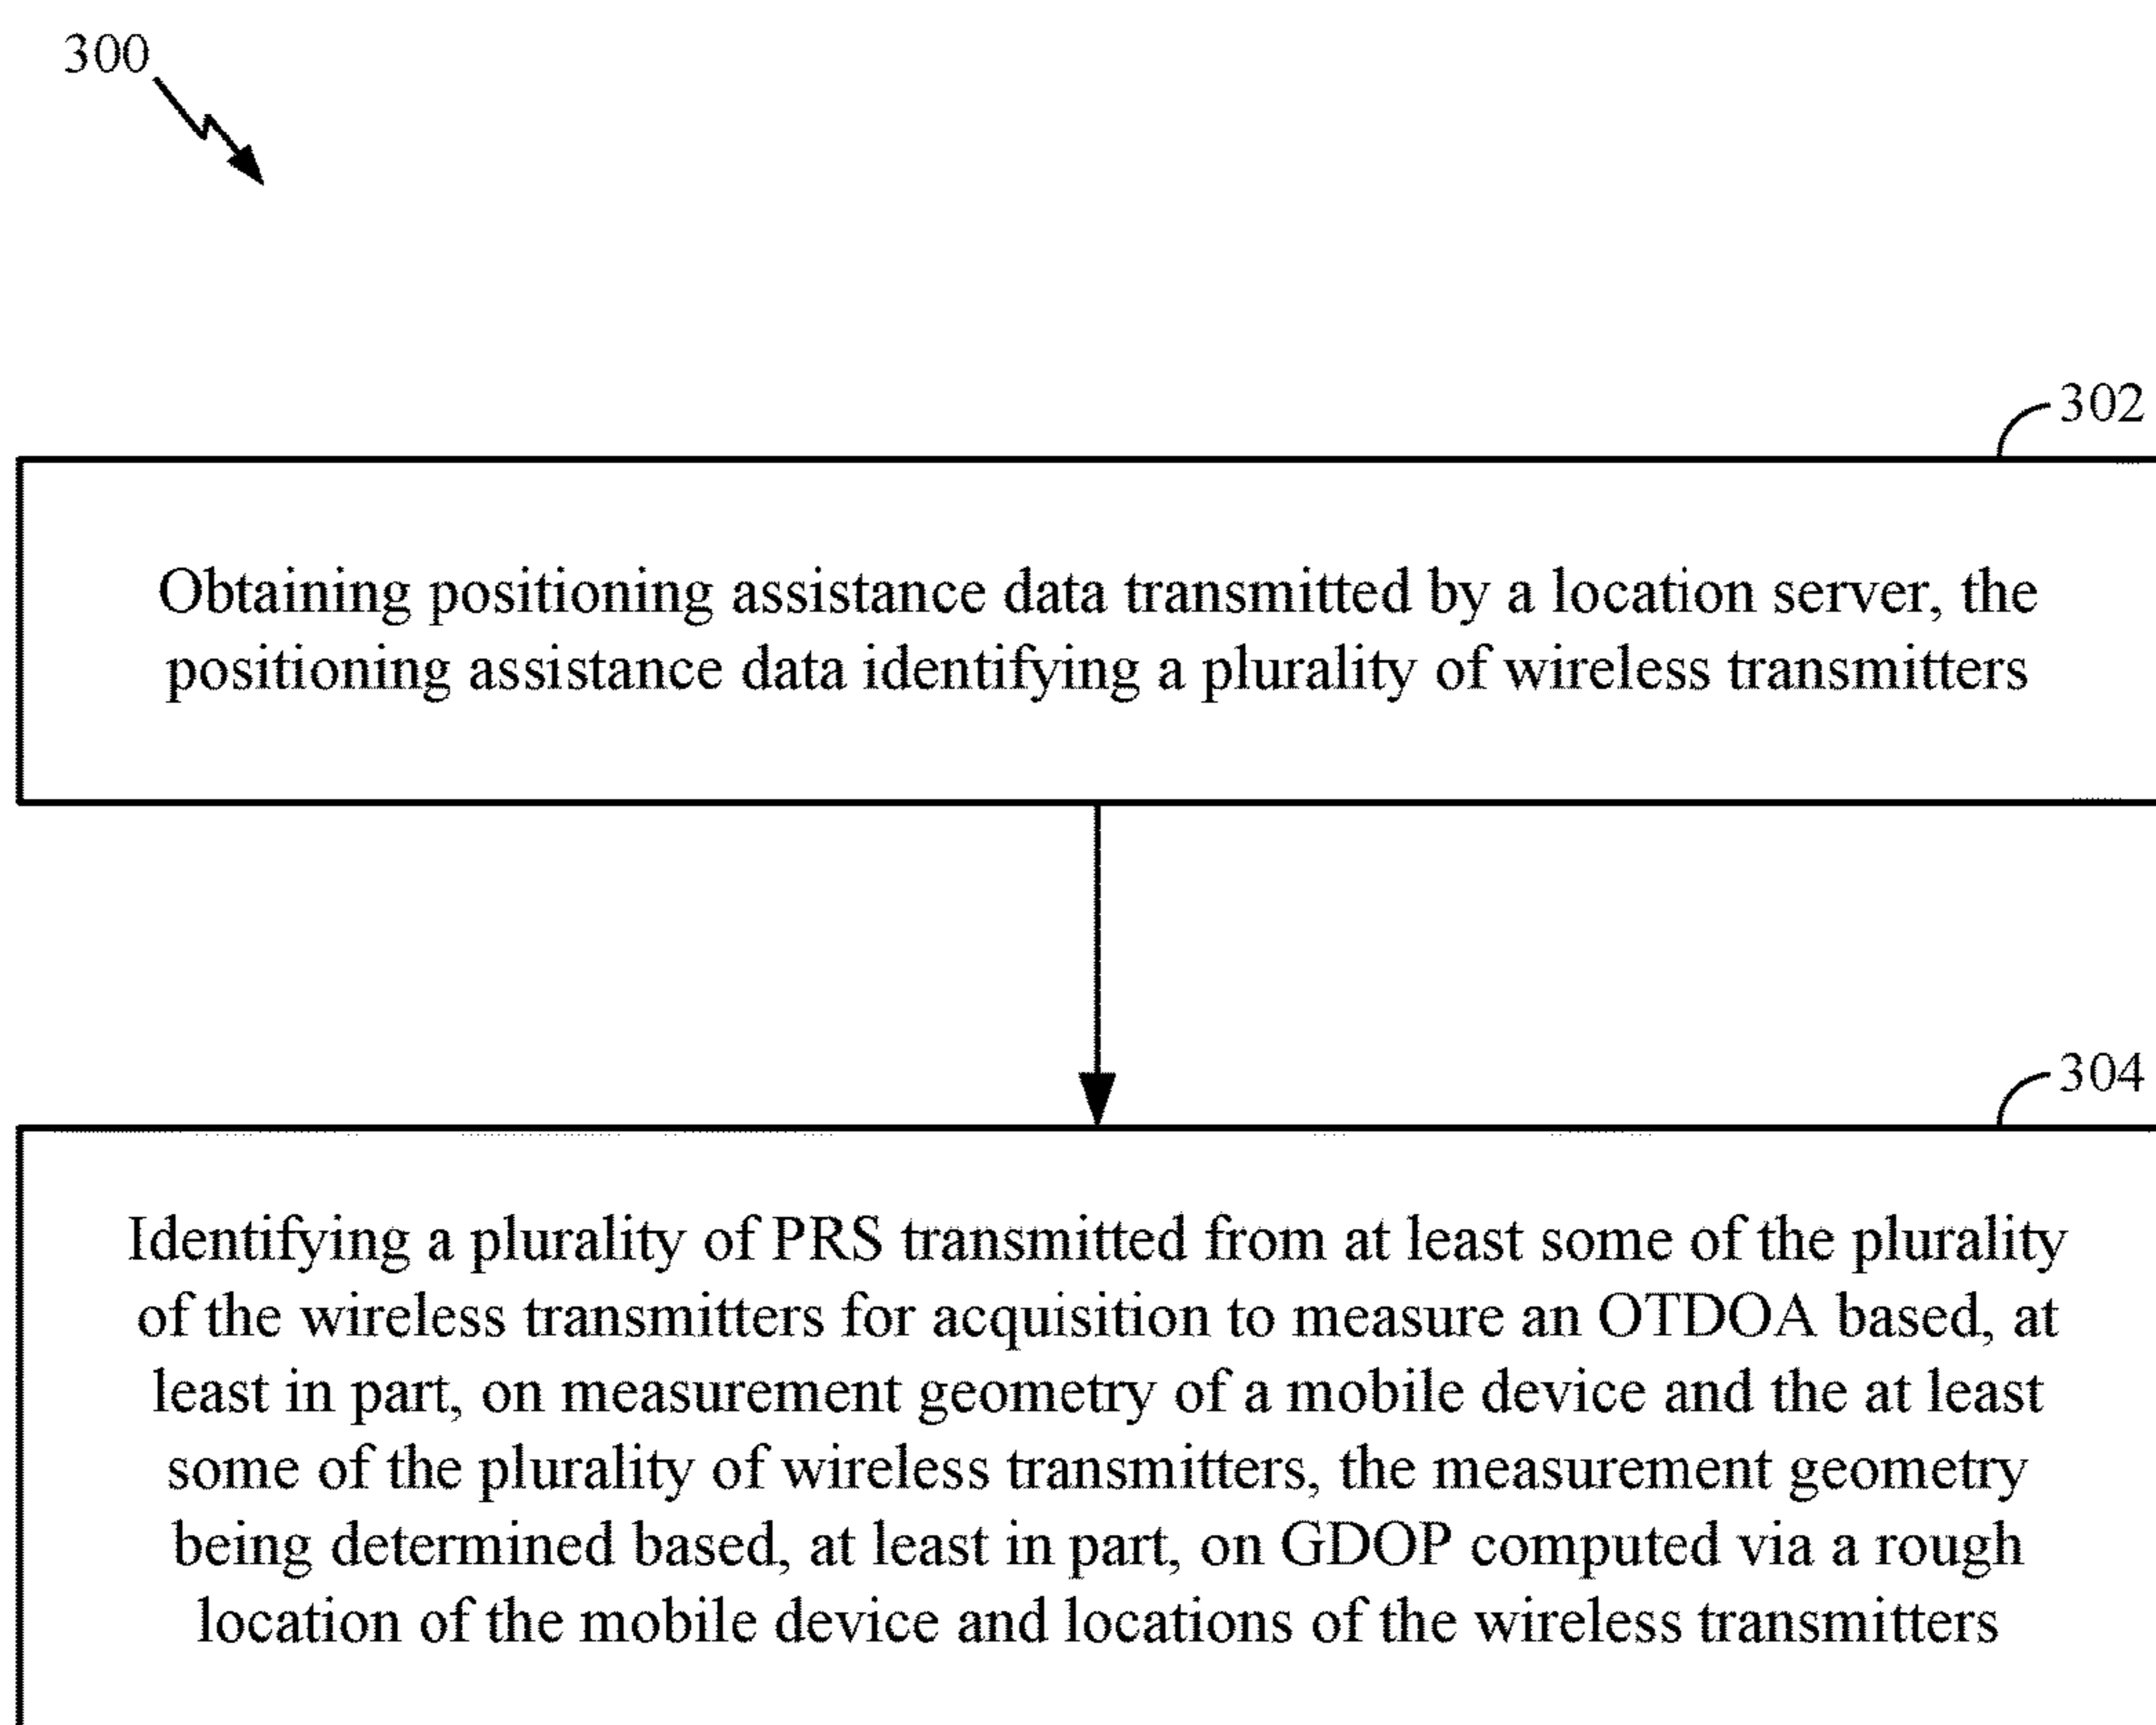 300
302
Obtaining positioning assistance data transmitted by a location server, the
positioning assistance data identifying a plurality of wireless transmitters
304
Identifying a plurality of PRS transmitted from at least some of the plurality
of the wireless transmitters for acquisition to measure an OTDOA based, at
least in part, on measurement geometry of a mobile device and the at least
some of the plurality of wireless transmitters, the measurement geometry
being determined based, at least in part, on GDOP computed via a rough
location of the mobile device and locations of the wireless transmitters